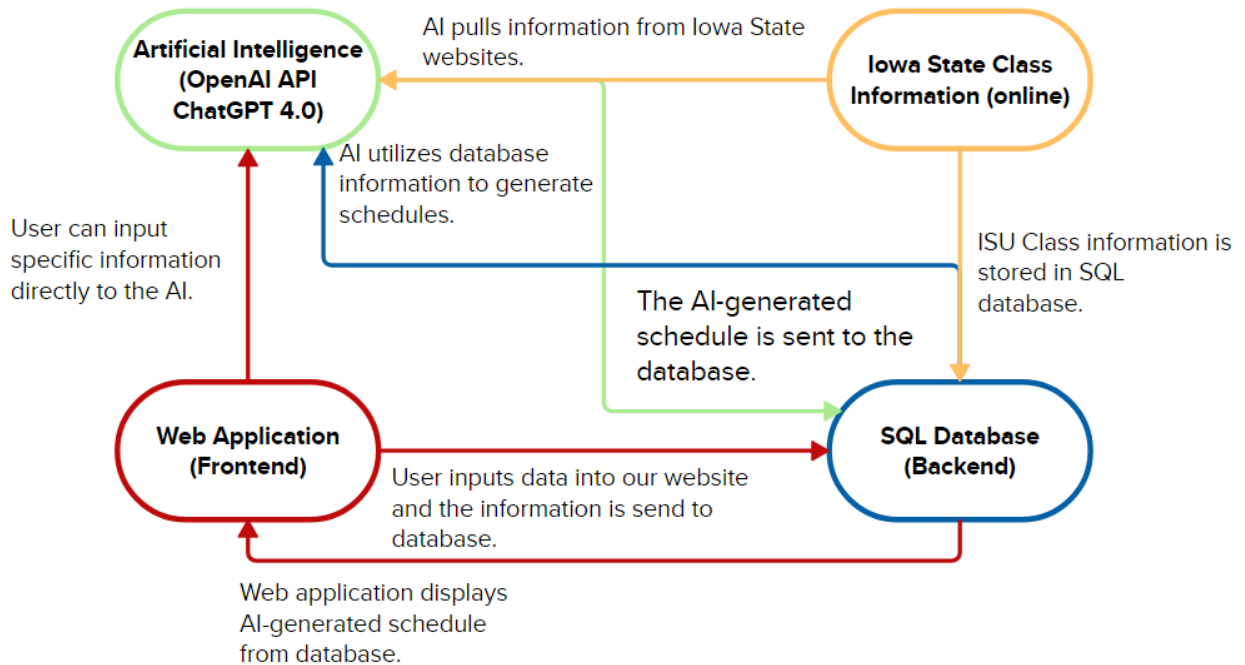 Artificial Intelligence
(OpenAI API
ChatGPT 4.0)
AI pulls information from Iowa State
websites.
Iowa State Class
Information (online)
AI utilizes database
information to generate
schedules.
User can input
specific information
directly to the AI.
ISU Class information is
stored in SQL
database.
The AI-generated
schedule is sent to the
database.
Web Application
(Frontend)
SQL Database
(Backend)
User inputs data into our website
and the information is send to
database.
Web application displays
AI-generated schedule
from database.